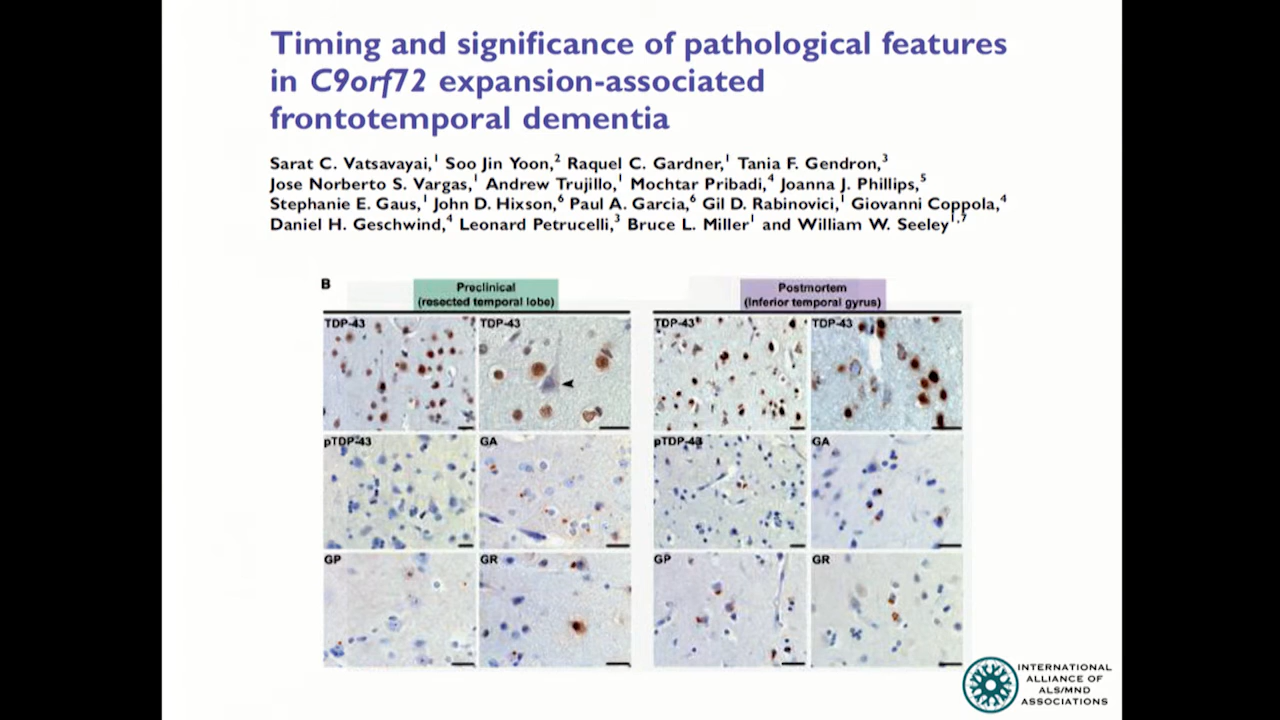 Timing and significance of pathological features
in C9orf72 expansion-associated
frontotemporal dementia
Sarat C. Vatsavayai,¹ Soo Jin Yoon,² Raquel C. Gardner,¹ Tania F. Gendron,³
Jose Norberto S. Vargas,¹ Andrew Trujillo,¹ Mochtar Pribadi,⁴ Joanna J. Phillips,⁵
Stephanie E. Gaus,¹ John D. Hixson,⁶ Paul A. Garcia,⁶ Gil D. Rabinovici,¹ Giovanni Coppola,⁴
Daniel H. Geschwind,⁴ Leonard Petrucelli,³ Bruce L. Miller¹ and William W. Seeley¹,⁷
B
Preclinical
(resected temporal lobe)
TDP-43 TDP-43
pTDP-43 GA
GP GR
Postmortem
(inferior temporal gyrus)
TDP-43 TDP-43
pTDP-43 GA
GP GR
INTERNATIONAL
ALLIANCE OF
ALS/MND
ASSOCIATIONS